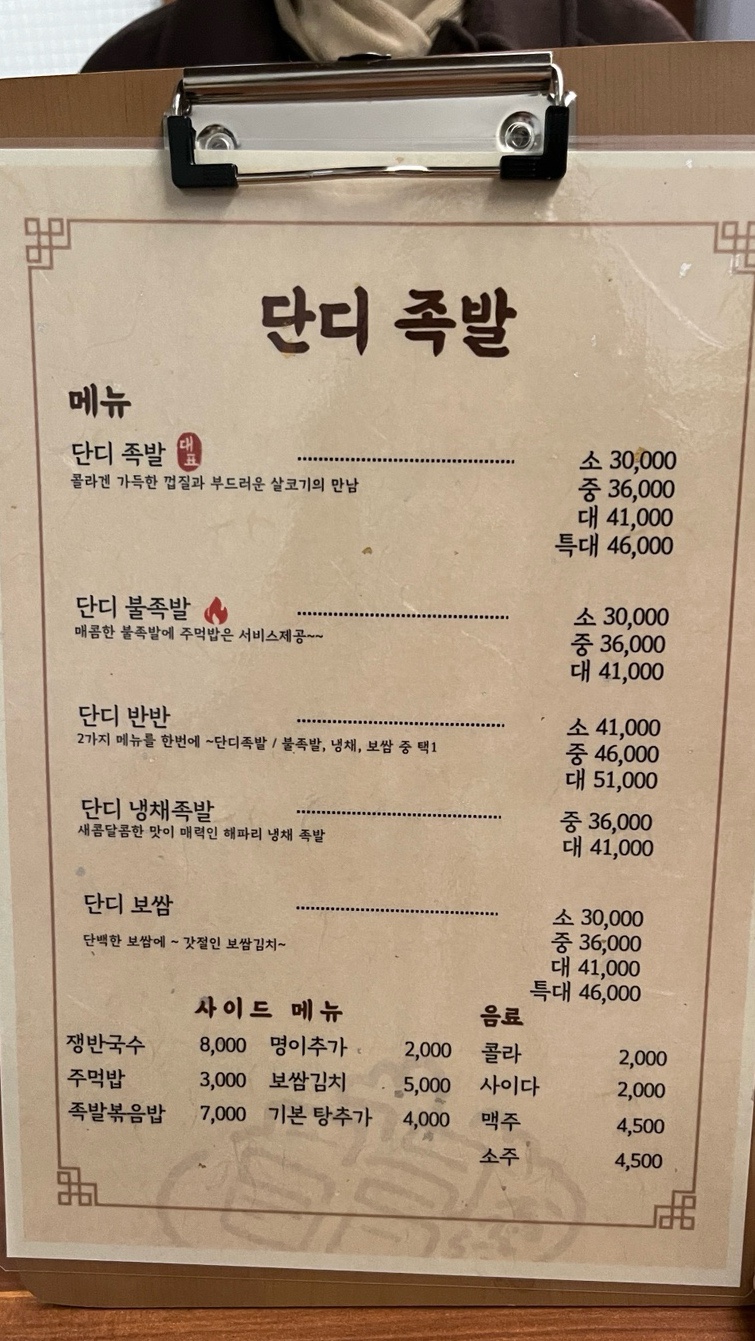 단디 족발
메뉴
단디 족발 대표 소 30,000
콜라겐 가득한 껍질과 부드러운 살코기의 만남 중 36,000
대 41,000
특대 46,000
단디 불족발 소 30,000
매콤한 불족발에 주먹밥은 서비스제공~~ 중 36,000
대 41,000
단디 반반 소 41,000
2가지 메뉴를 한번에 ~단디족발 / 불족발, 냉채, 보쌈 중 택1 중 46,000
대 51,000
단디 냉채족발 중 36,000
새콤달콤한 맛이 매력인 해파리 냉채 족발 대 41,000
단디 보쌈 소 30,000
단백한 보쌈에 ~ 갓절인 보쌈김치~ 중 36,000
대 41,000
특대 46,000
사이드 메뉴 음료
쟁반국수 8,000 명이추가 2,000 콜라 2,000
주먹밥 3,000 보쌈김치 5,000 사이다 2,000
족발볶음밥 7,000 기본 탕추가 4,000 맥주 4,500
소주 4,500